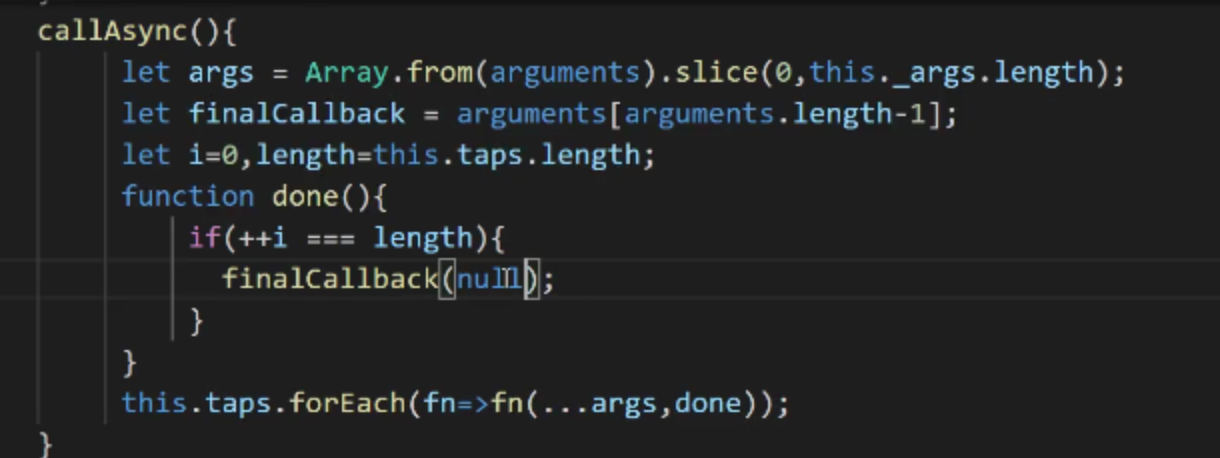 callAsync(){
let args = Array.from(arguments).slice(0,this._args.length);
let finalCallback = arguments[arguments.length-1];
let i=0,length=this.taps.length;
function done(){
if(++i === length){
finalCallback(null);
}
}
this.taps.forEach(fn=>fn(...args,done));
}